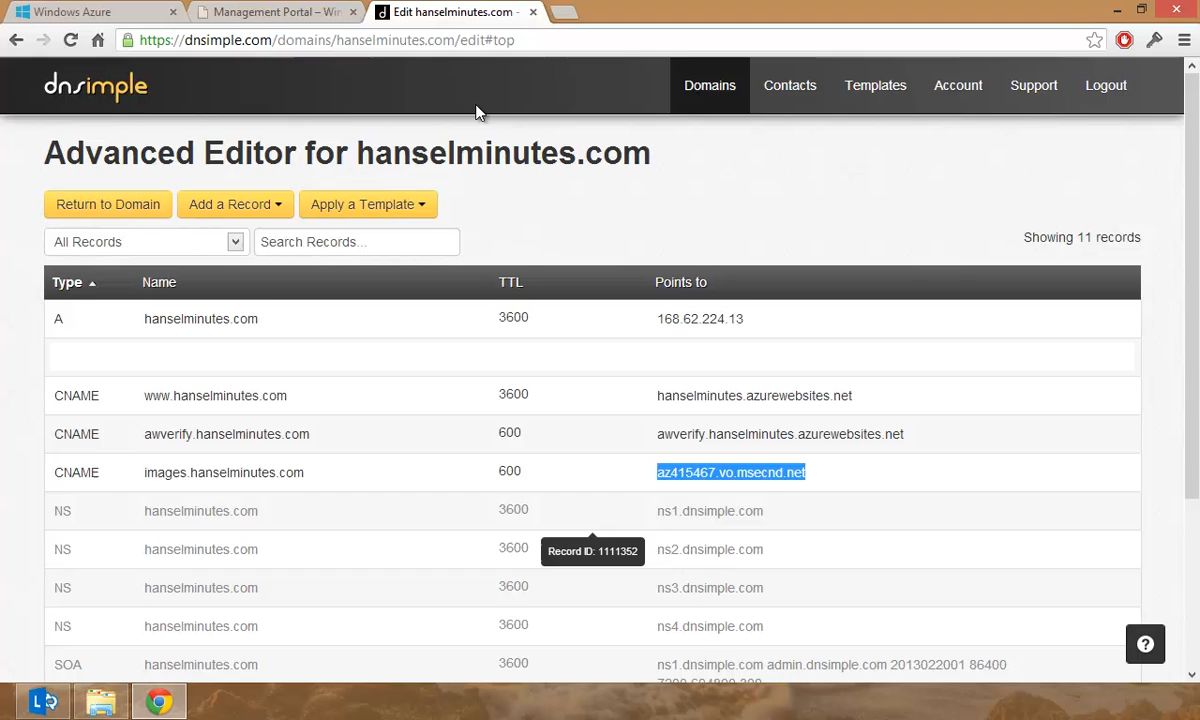 Windows Azure
Management Portal – Wir
Edit hanselminutes.com -
https://dnsimple.com/domains/hanselminutes.com/edit#top
dnsimple
Domains Contacts Templates Account Support Logout
Advanced Editor for hanselminutes.com
Return to Domain Add a Record Apply a Template
All Records Search Records... Showing 11 records
Type Name TTL Points to
A hanselminutes.com 3600 168.62.224.13
CNAME www.hanselminutes.com 3600 hanselminutes.azurewebsites.net
CNAME awverify.hanselminutes.com 600 awverify.hanselminutes.azurewebsites.net
CNAME images.hanselminutes.com 600 az415467.vo.msecnd.net
NS hanselminutes.com 3600 ns1.dnsimple.com
NS hanselminutes.com 3600 ns2.dnsimple.com
Record ID: 1111352
NS hanselminutes.com 3600 ns3.dnsimple.com
NS hanselminutes.com 3600 ns4.dnsimple.com
SOA hanselminutes.com 3600 ns1.dnsimple.com admin.dnsimple.com 2013022001 86400
7200 604800 300